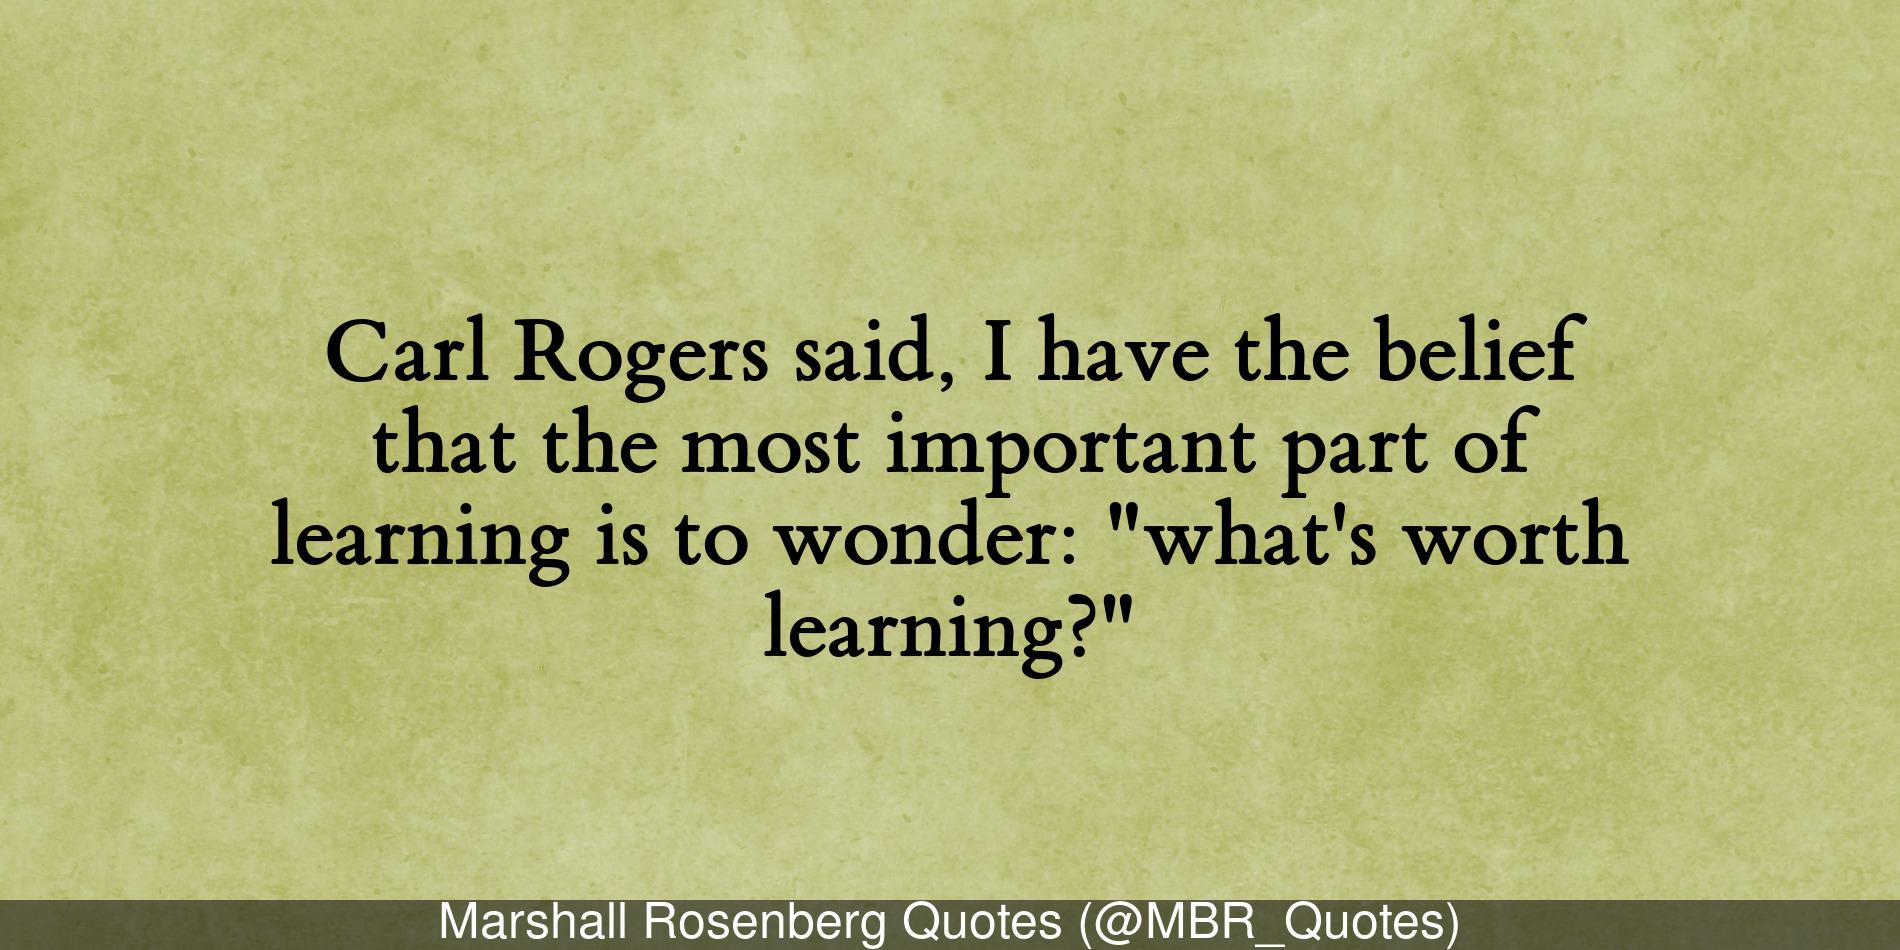 Carl Rogers said, I have the belief
that the most important part of
learning is to wonder: "what's worth
learning?"
Marshall Rosenberg Quotes (@MBR_Quotes)